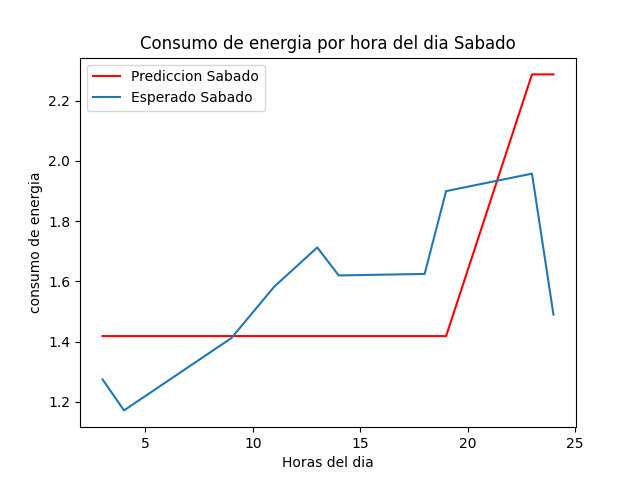 Consumo de energia por hora del dia Sabado
Prediccion Sabado
Esperado Sabado
consumo de energia
2.2
2.0
1.8
1.6
1.4
1.2
5
10
15
20
25
Horas del dia